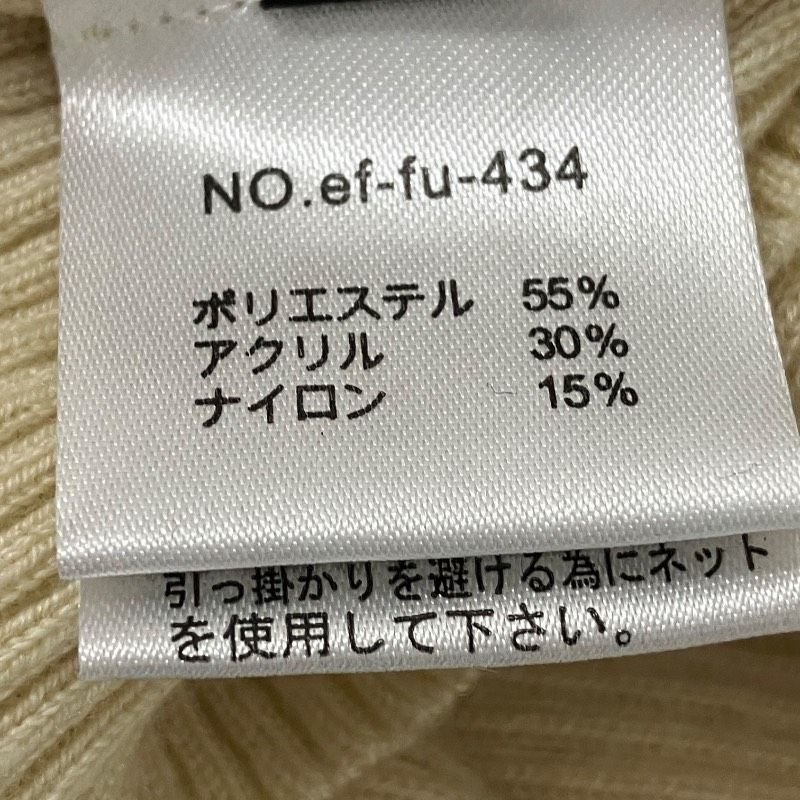 NO.ef-fu-434
ポリエステル 55%
アクリル 30%
ナイロン 15%
引っ掛かりを避ける為にネット
を使用して下さい。